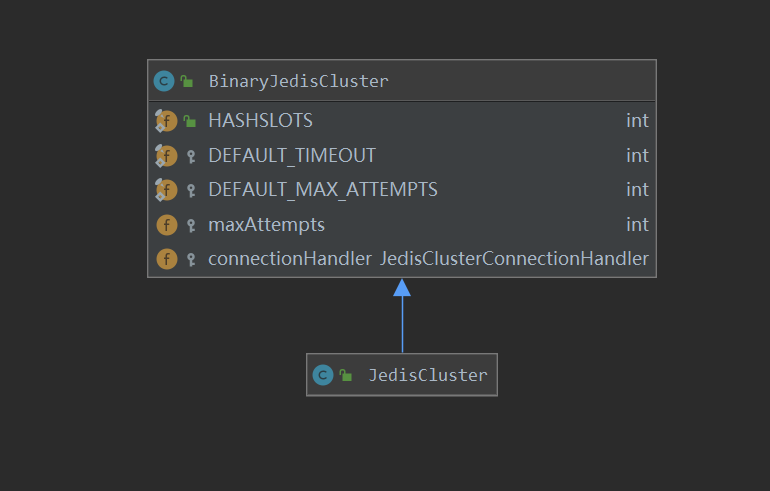 BinaryJedisCluster
HASHSLOTS int
DEFAULT_TIMEOUT int
DEFAULT_MAX_ATTEMPTS int
maxAttempts int
connectionHandler JedisClusterConnectionHandler
JedisCluster